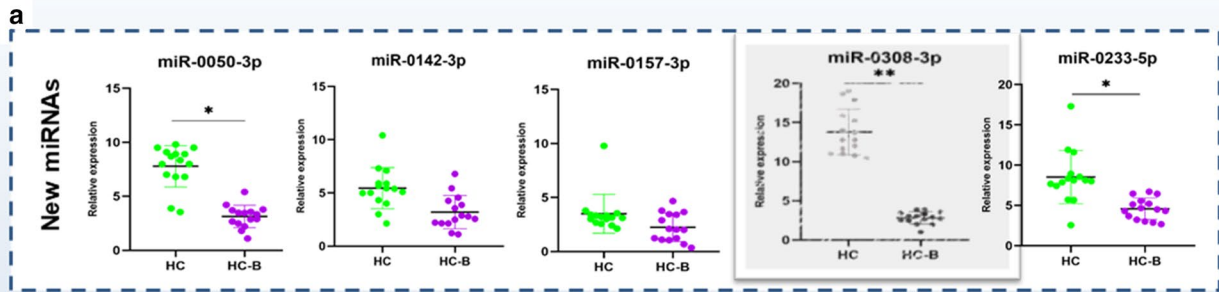 a
New miRNAs
miR-0050-3p
*
Relative expression
15
10
5
0
HC HC-B
miR-0142-3p
Relative expression
15
10
5
0
HC HC-B
miR-0157-3p
Relative expression
15
10
5
0
HC HC-B
miR-0308-3p
**
Relative expression
20
15
10
5
0
HC HC-B
miR-0233-5p
*
Relative expression
20
15
10
5
0
HC HC-B